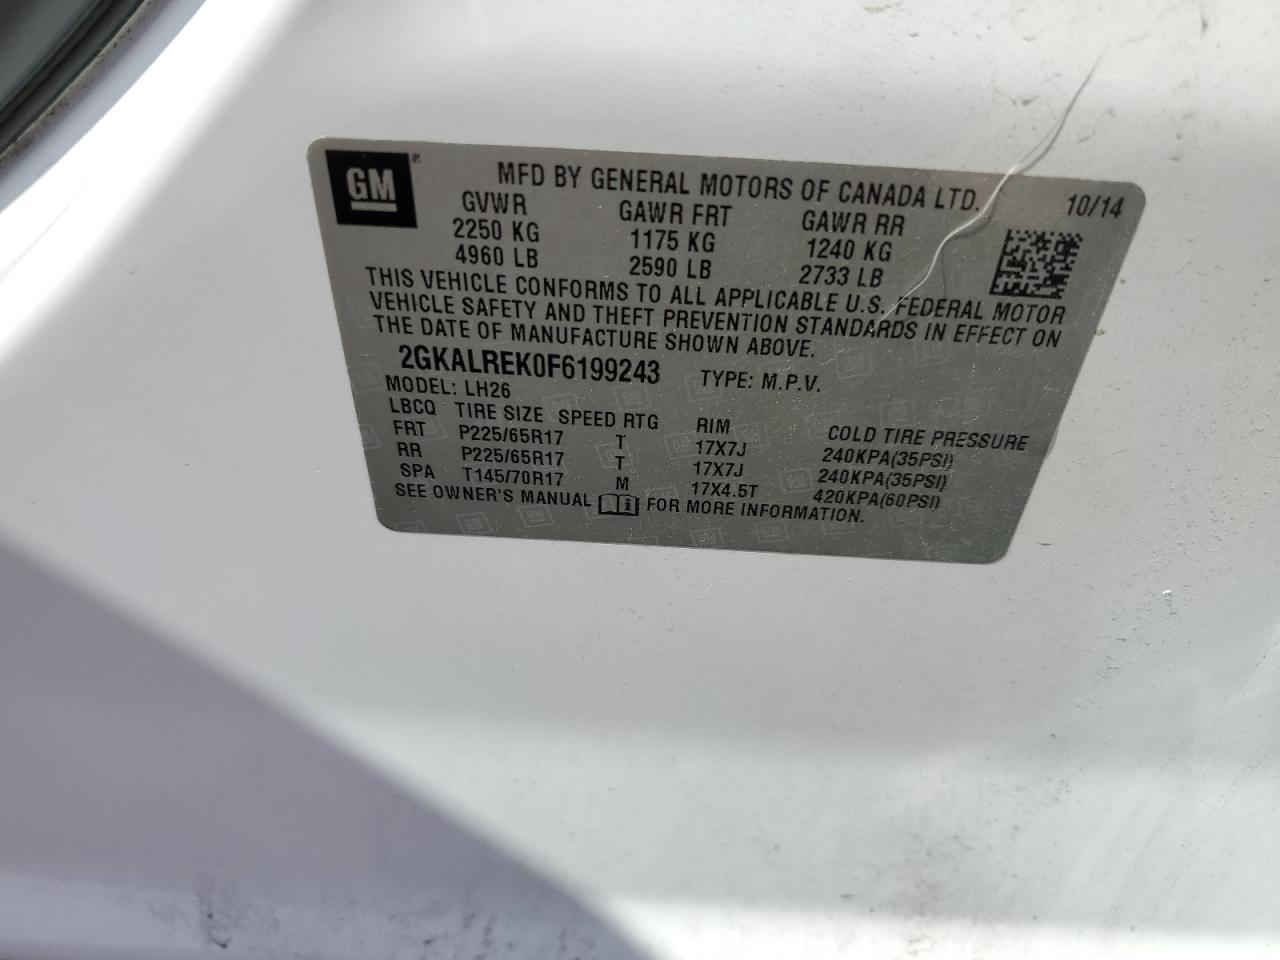 GM®
MFD BY GENERAL MOTORS OF CANADA LTD. 10/14
GVWR GAWR FRT GAWR RR
2250 KG 1175 KG 1240 KG
4960 LB 2590 LB 2733 LB
THIS VEHICLE CONFORMS TO ALL APPLICABLE U.S. FEDERAL MOTOR
VEHICLE SAFETY AND THEFT PREVENTION STANDARDS IN EFFECT ON
THE DATE OF MANUFACTURE SHOWN ABOVE.
2GKALREK0F6199243 TYPE: M.P.V.
MODEL: LH26
LBCQ TIRE SIZE SPEED RTG RIM COLD TIRE PRESSURE
FRT P225/65R17 T 17X7J 240KPA(35PSI)
RR P225/65R17 T 17X7J 240KPA(35PSI)
SPA T145/70R17 M 17X4.5T 420KPA(60PSI)
SEE OWNER'S MANUAL i FOR MORE INFORMATION.